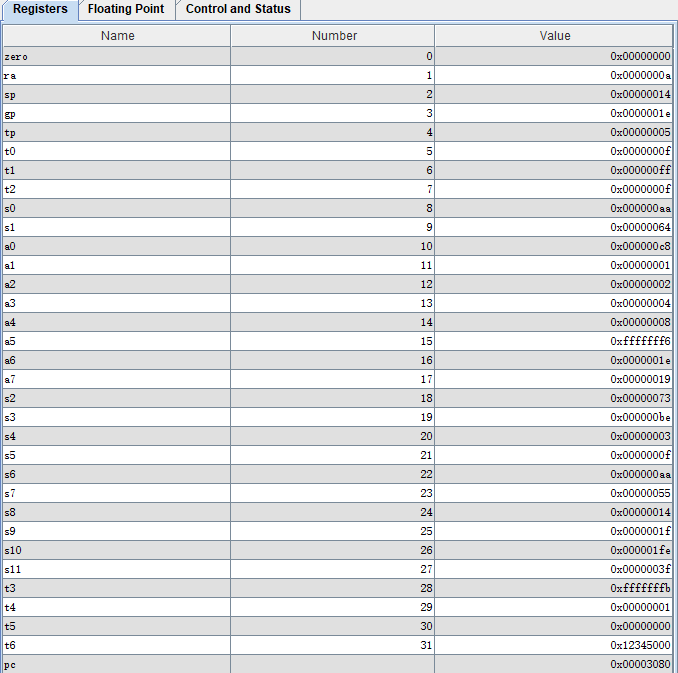 Registers Floating Point Control and Status
Name Number Value
zero 0 0x00000000
ra 1 0x0000000a
sp 2 0x00000014
gp 3 0x0000001e
tp 4 0x00000005
t0 5 0x0000000f
t1 6 0x000000ff
t2 7 0x0000000f
s0 8 0x000000aa
s1 9 0x00000064
a0 10 0x000000c8
a1 11 0x00000001
a2 12 0x00000002
a3 13 0x00000004
a4 14 0x00000008
a5 15 0xfffffff6
a6 16 0x0000001e
a7 17 0x00000019
s2 18 0x00000073
s3 19 0x000000be
s4 20 0x00000003
s5 21 0x0000000f
s6 22 0x000000aa
s7 23 0x00000055
s8 24 0x00000014
s9 25 0x0000001f
s10 26 0x000001fe
s11 27 0x0000003f
t3 28 0xfffffffb
t4 29 0x00000001
t5 30 0x00000000
t6 31 0x12345000
pc 0x00003080